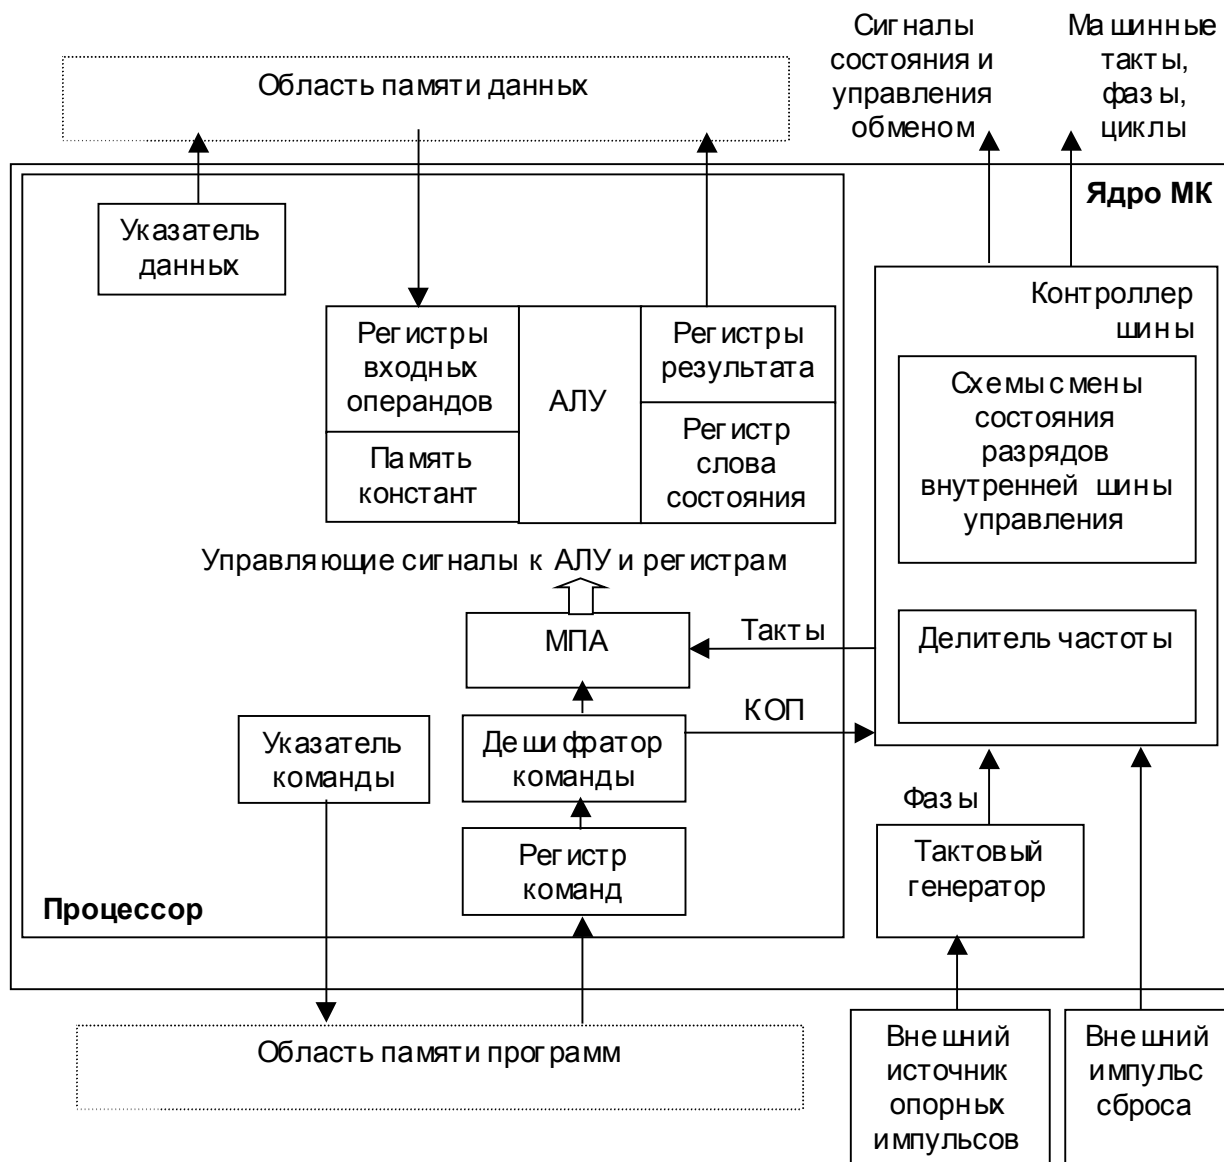 Сигналы
состояния и
управления
обменом
Машинные
такты,
фазы,
циклы
Область памяти данных
Ядро МК
Указатель
данных
Контроллер
шины
Регистры
входных
операндов
АЛУ
Регистры
результата
Память
констант
Регистр
слова
состояния
Схемы смены
состояния
разрядов
внутренней шины
управления
Управляющие сигналы к АЛУ и регистрам
МПА
Такты
Делитель частоты
КОП
Указатель
команды
Дешифратор
команды
Фазы
Регистр
команд
Тактовый
генератор
Процессор
Область памяти программ
Внешний
источник
опорных
импульсов
Внешний
импульс
сброса